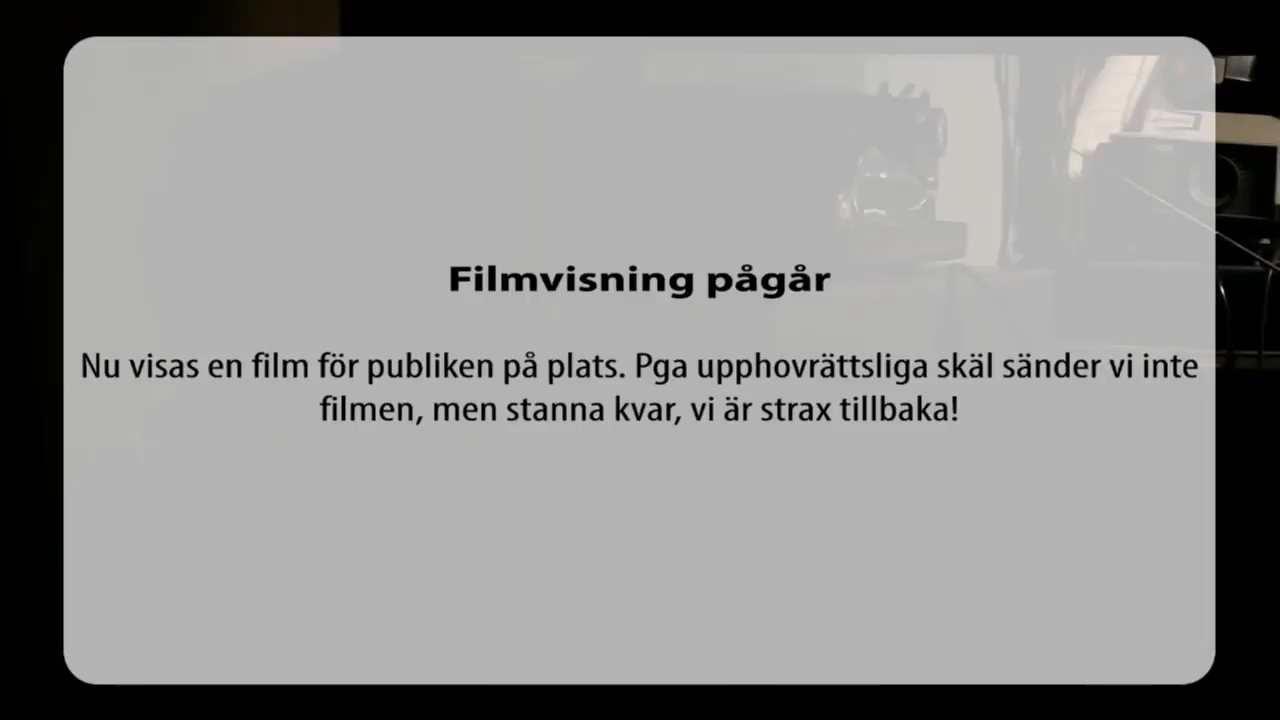 Filmvisning pågår
Nu visas en film för publiken på plats. Pga upphovrättsliga skäl sänder vi inte
filmen, men stanna kvar, vi är strax tillbaka!